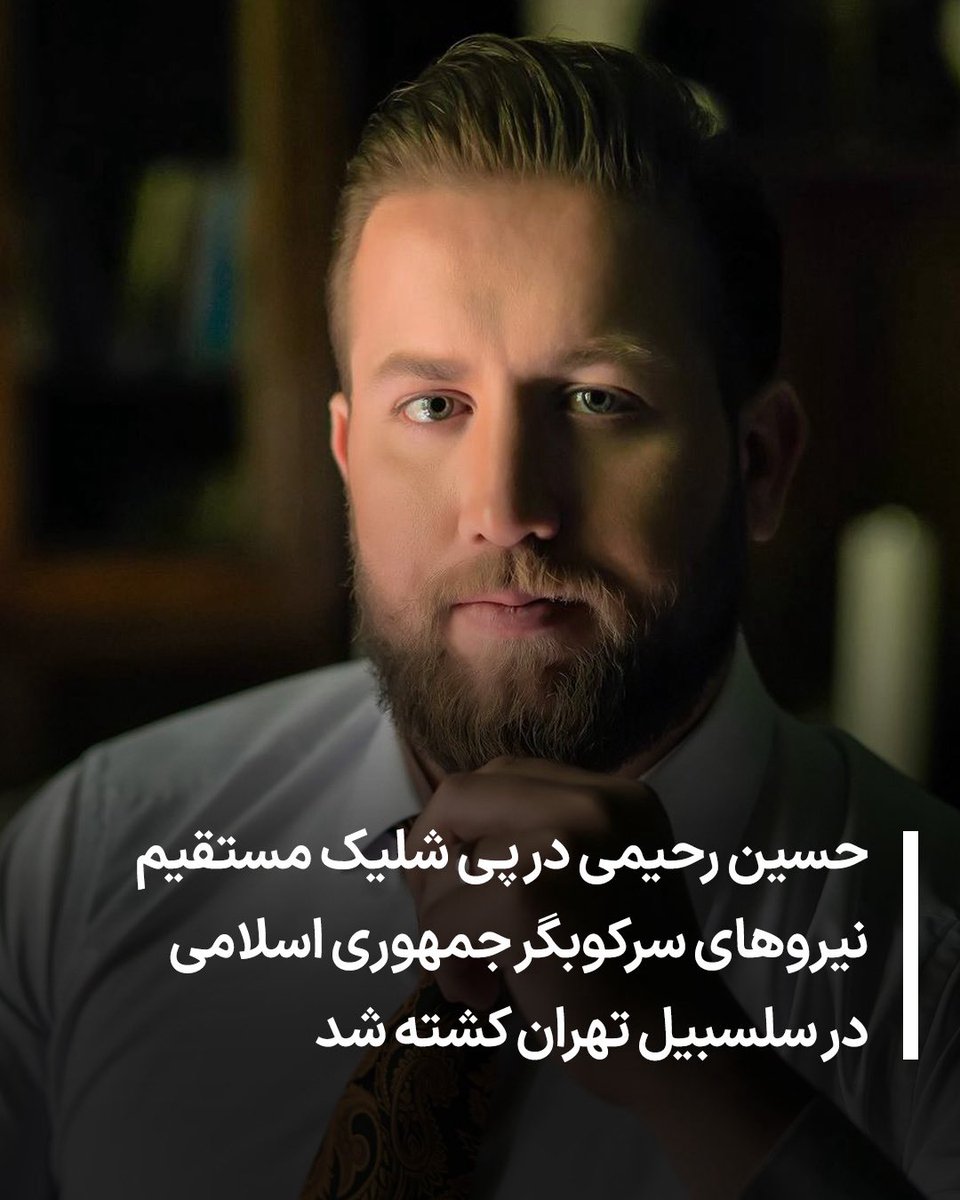 حسین رحیمی در پی شلیک مستقیم
نیروهای سرکوبگر جمهوری اسلامی
در سلسبیل تهران کشته شد